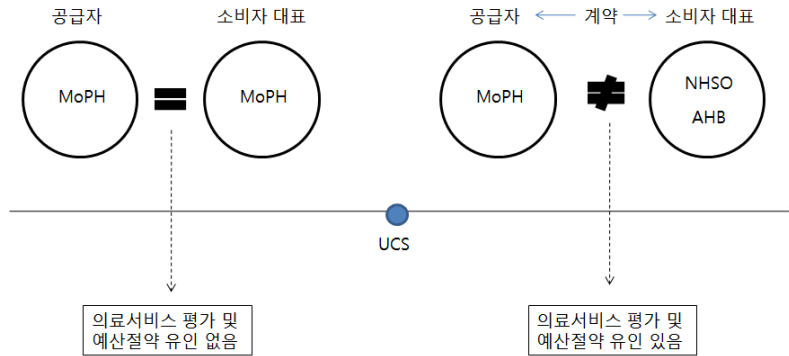 공급자
소비자 대표
공급자
계약
소비자 대표
MoPH
=
MoPH
MoPH
≠
NHSO
AHB
UCS
의료서비스 평가 및
예산절약 유인 없음
의료서비스 평가 및
예산절약 유인 있음